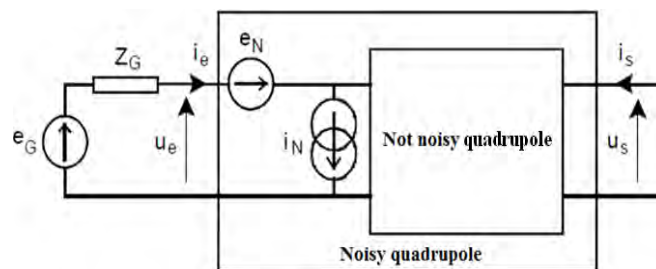 Z_G i_e e_N i_s
e_G u_e i_N Not noisy quadrupole u_s
Noisy quadrupole